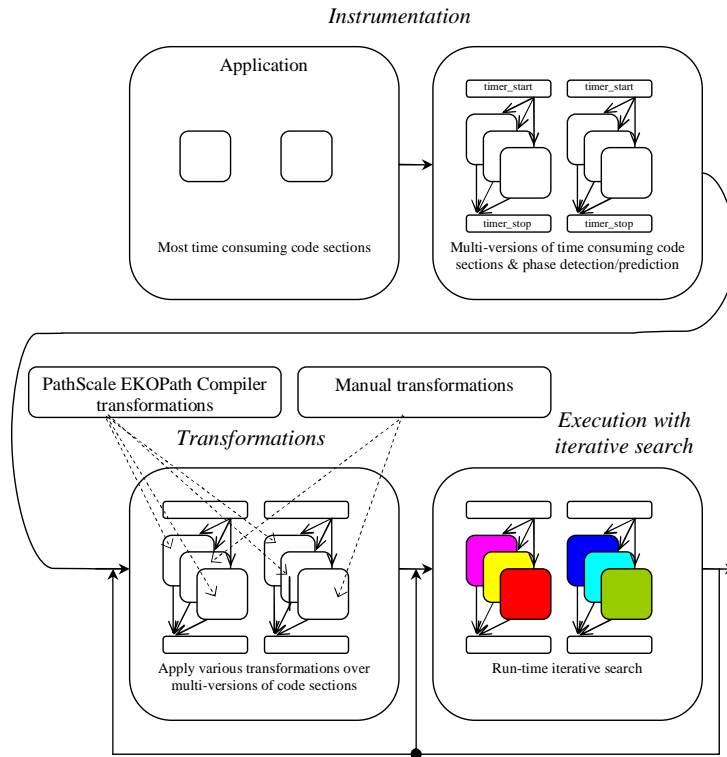 Instrumentation
Application
Most time consuming code sections
timer_start
timer_start
timer_stop
timer_stop
Multi-versions of time consuming code
sections & phase detection/prediction
PathScale EKOPath Compiler
transformations
Manual transformations
Transformations
Execution with
iterative search
Apply various transformations over
multi-versions of code sections
Run-time iterative search